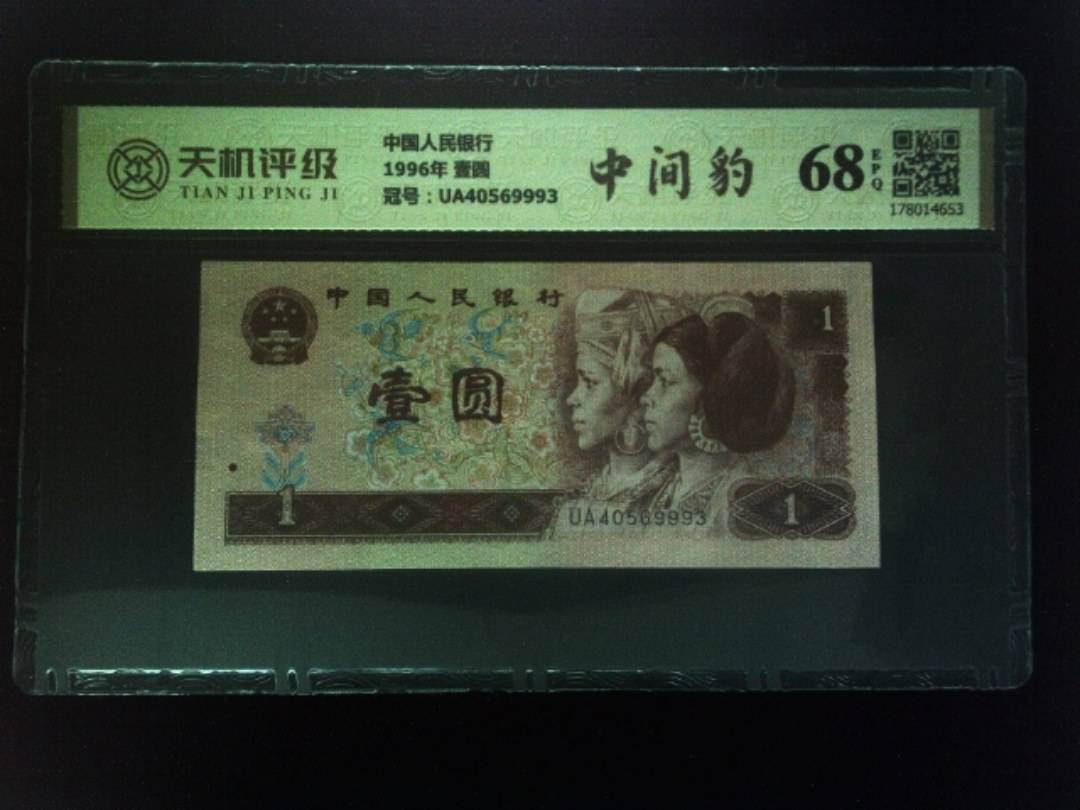 天机评级
TIAN JI PING JI
中国人民银行
1996年 壹圆
冠号：UA40569993
中间豹
68
EPQ
178014653
中国人民银行
1
壹圆
1
UA40569993
1